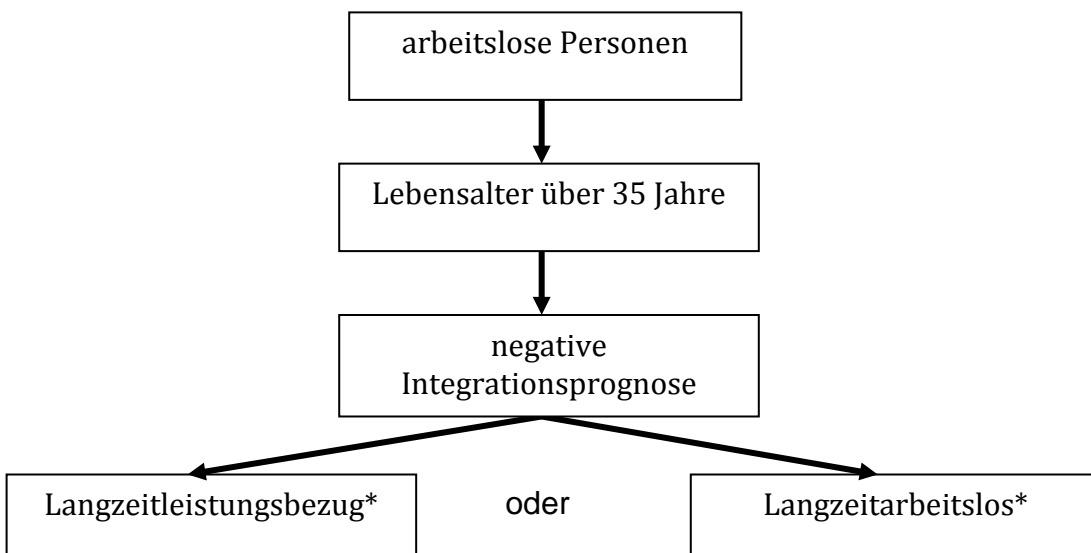 arbeitslose Personen
Lebensalter über 35 Jahre
negative
Integrationsprognose
Langzeitleistungsbezug*
oder
Langzeitarbeitslos*